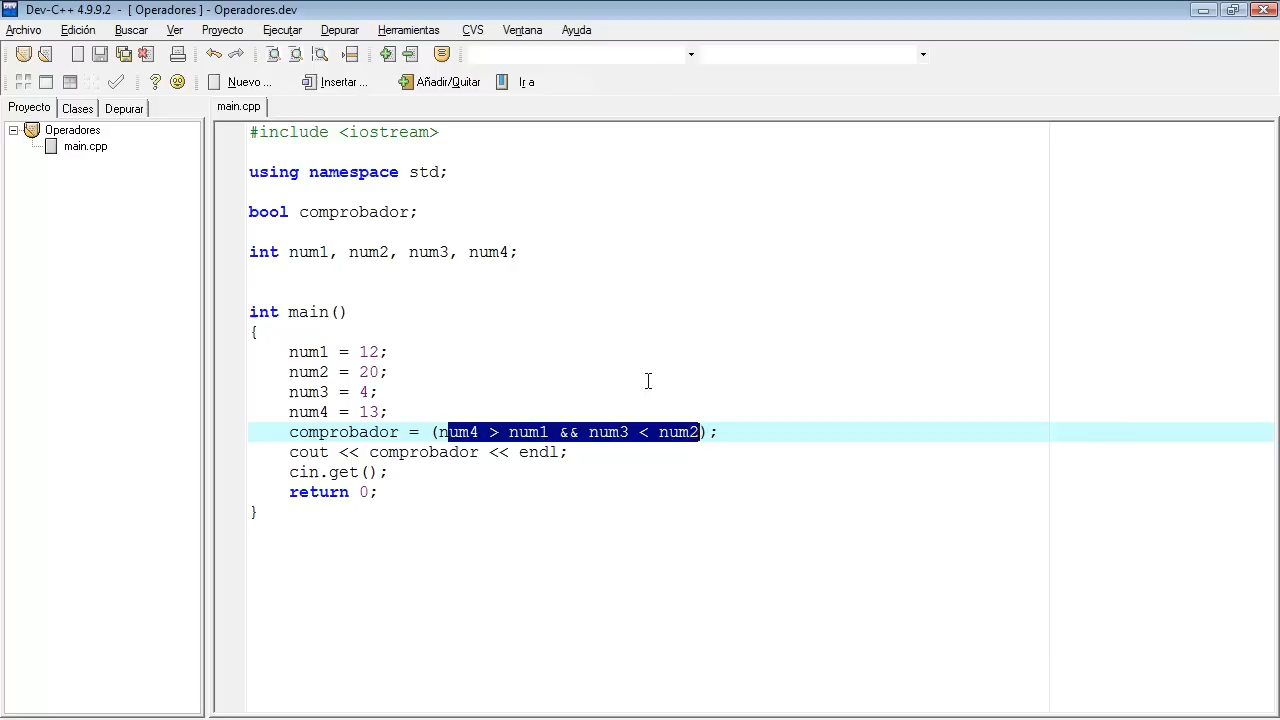 Dev-C++ 4.9.9.2 - [ Operadores ] - Operadores.dev
Archivo Edición Buscar Ver Proyecto Ejecutar Depurar Herramientas CVS Ventana Ayuda
Nuevo ... Insertar ... Añadir/Quitar Ir a
Proyecto Clases Depurar
main.cpp
Operadores
main.cpp
#include <iostream>
using namespace std;
bool comprobador;
int num1, num2, num3, num4;
int main()
{
num1 = 12;
num2 = 20;
num3 = 4;
num4 = 13;
comprobador = (num4 > num1 && num3 < num2);
cout << comprobador << endl;
cin.get();
return 0;
}